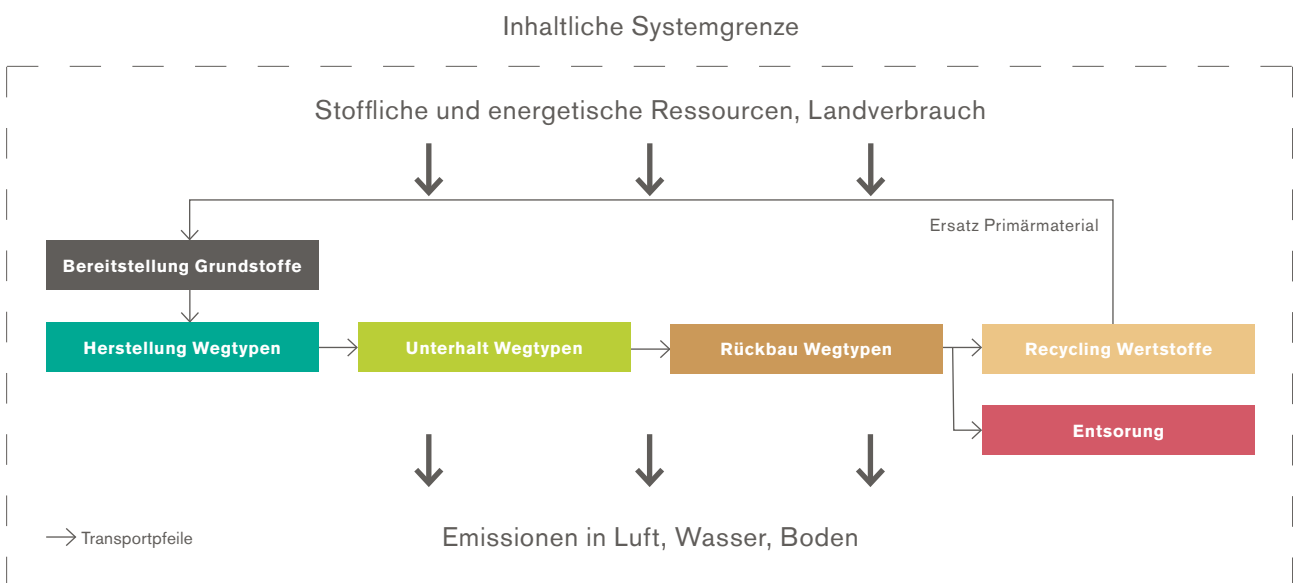 Inhaltliche Systemgrenze
Stoffliche und energetische Ressourcen, Landverbrauch
Ersatz Primärmaterial
Bereitstellung Grundstoffe
Herstellung Wegtypen
Unterhalt Wegtypen
Rückbau Wegtypen
Recycling Wertstoffe
Entsorung
Transportpfeile
Emissionen in Luft, Wasser, Boden